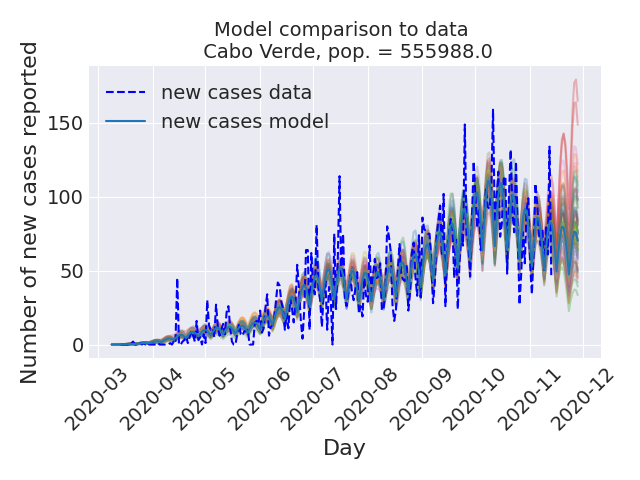 Model comparison to data
Cabo Verde, pop. = 555988.0
Number of new cases reported
150
100
50
0
new cases data
new cases model
2020-03
2020-04
2020-05
2020-06
2020-07
2020-08
2020-09
2020-10
2020-11
2020-12
Day